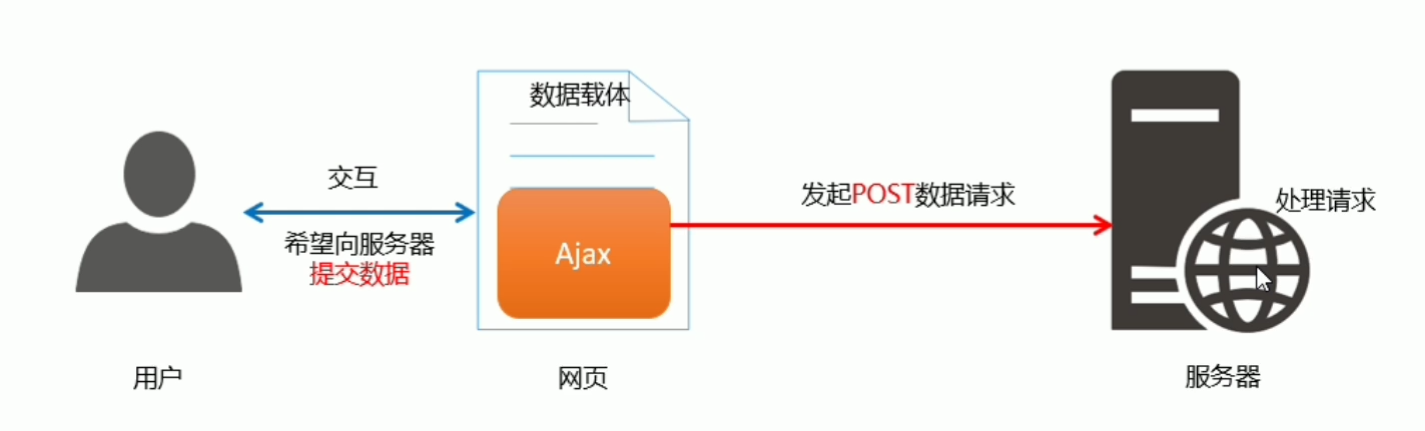 数据载体
交互
希望向服务器
提交数据
Ajax
发起POST数据请求
处理请求
用户
网页
服务器